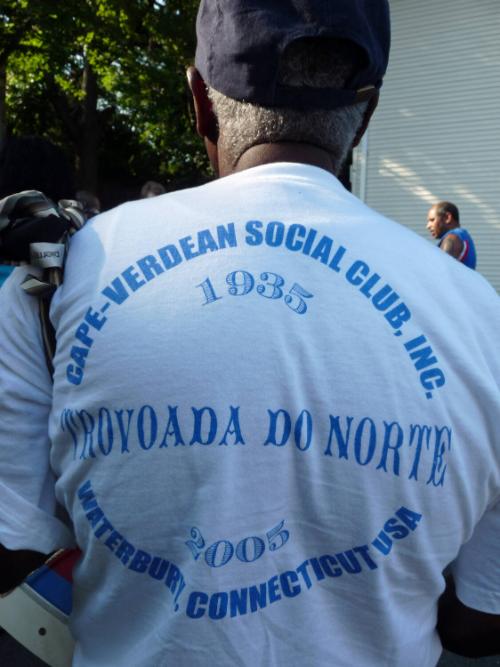 CAPE-VERDEAN SOCIAL CLUB, INC.
1935
TROVOADA DO NORTE
2005
WATERBURY, CONNECTICUT USA